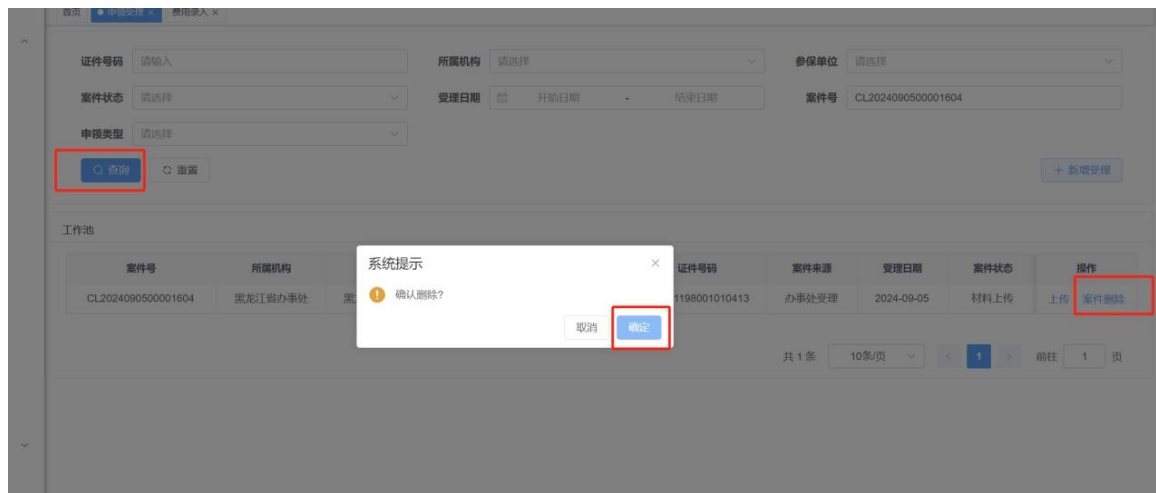 首页 申领受理 × 费用录入 ×
证件号码 请输入 所属机构 请选择 参保单位 请选择
案件状态 请选择 受理日期 开始日期 - 结束日期 案件号 CL2024090500001604
申领类型 请选择
查询 重置 + 新增受理
工作池
系统提示 ×
确认删除?
取消 确定
案件号 所属机构 证件号码 案件来源 受理日期 案件状态 操作
CL2024090500001604 黑龙江省办事处 黑 1198001010413 办事处受理 2024-09-05 材料上传 上传 案件删除
共 1 条 10条/页 < 1 > 前往 1 页